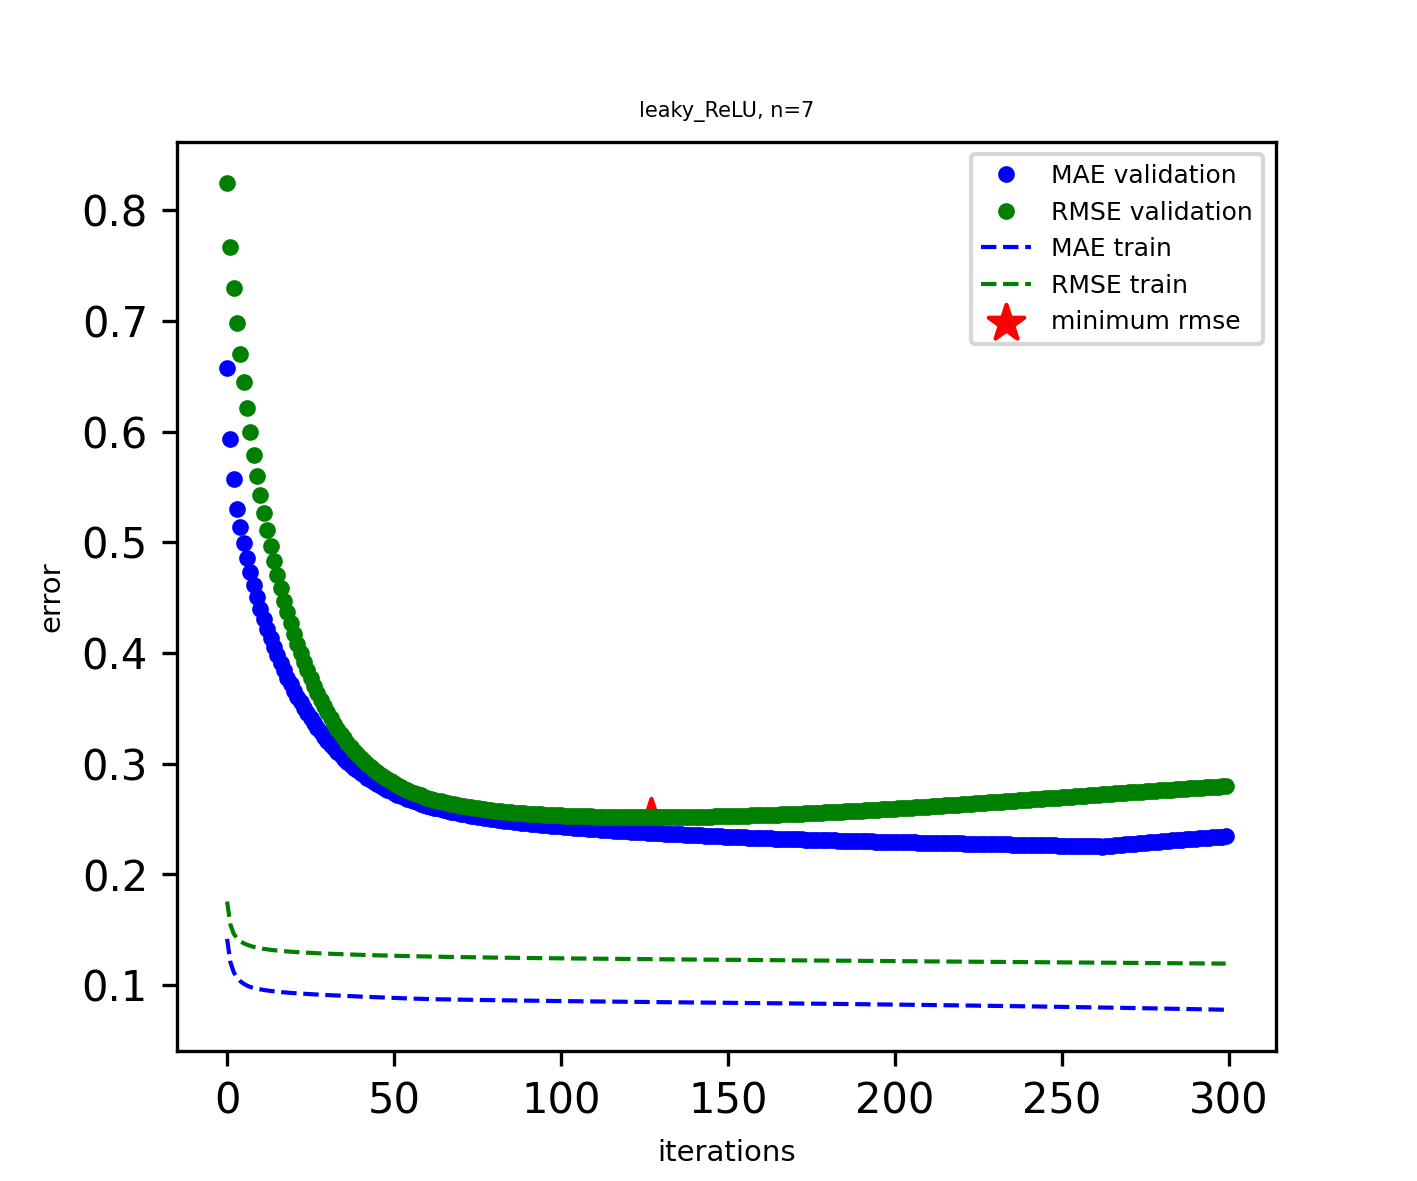 leaky_ReLU, n=7
MAE validation
RMSE validation
MAE train
RMSE train
minimum rmse
error
0.8
0.7
0.6
0.5
0.4
0.3
0.2
0.1
0 50 100 150 200 250 300
iterations